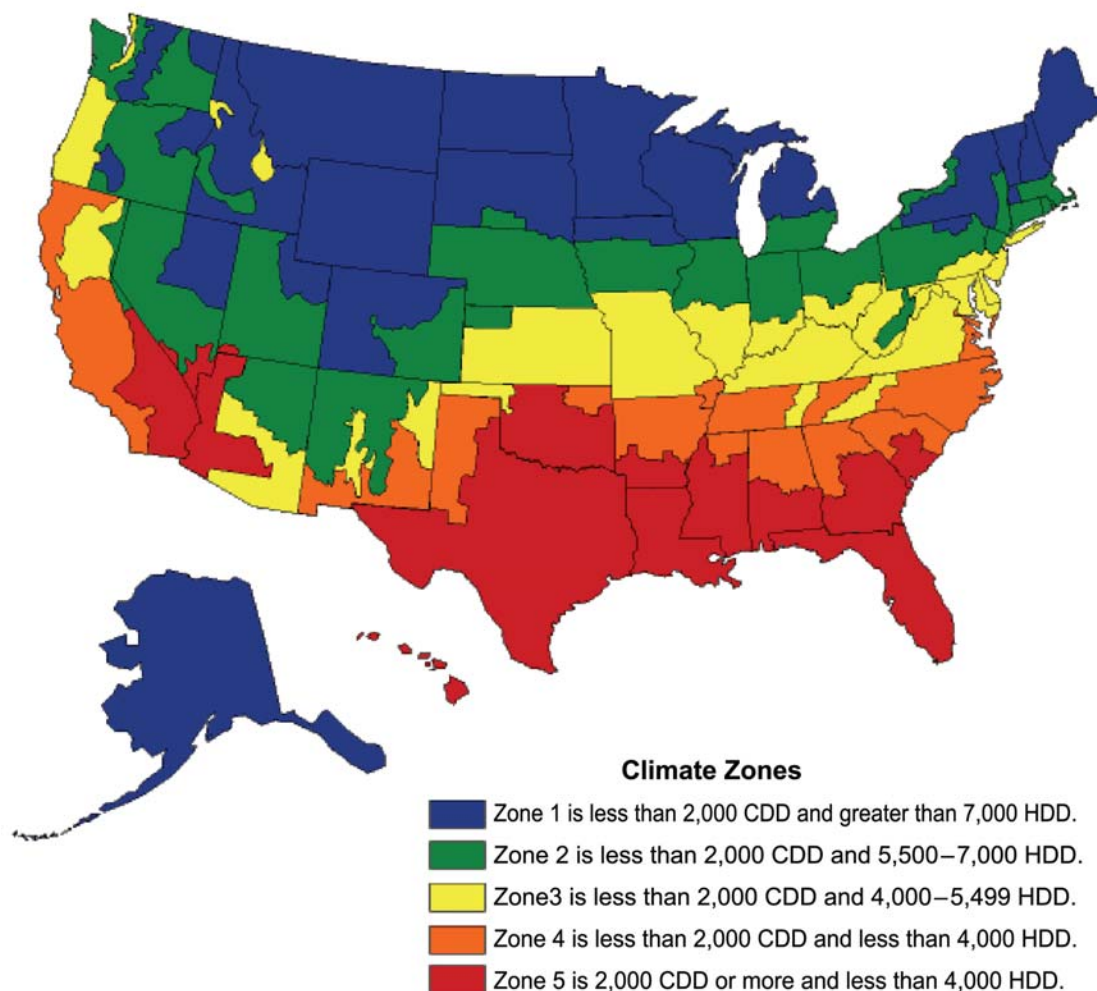 Climate Zones
Zone 1 is less than 2,000 CDD and greater than 7,000 HDD.
Zone 2 is less than 2,000 CDD and 5,500–7,000 HDD.
Zone3 is less than 2,000 CDD and 4,000–5,499 HDD.
Zone 4 is less than 2,000 CDD and less than 4,000 HDD.
Zone 5 is 2,000 CDD or more and less than 4,000 HDD.